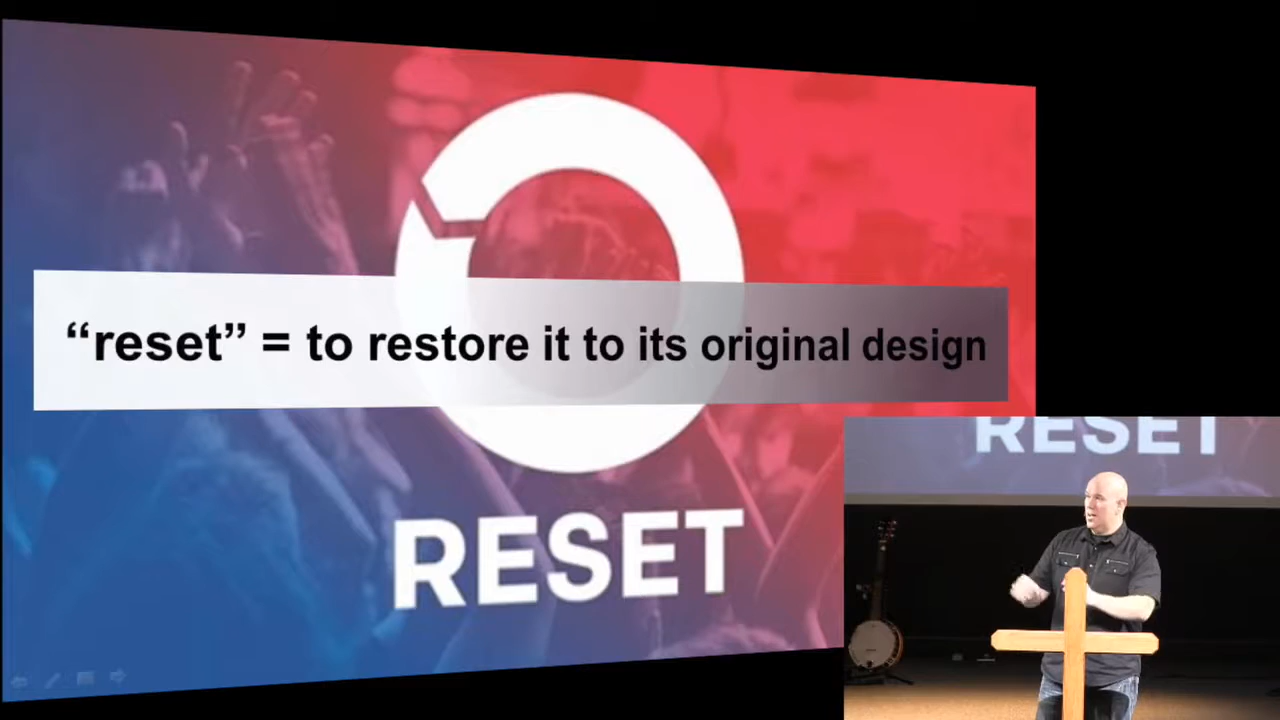 “reset” = to restore it to its original design
RESET
RESET